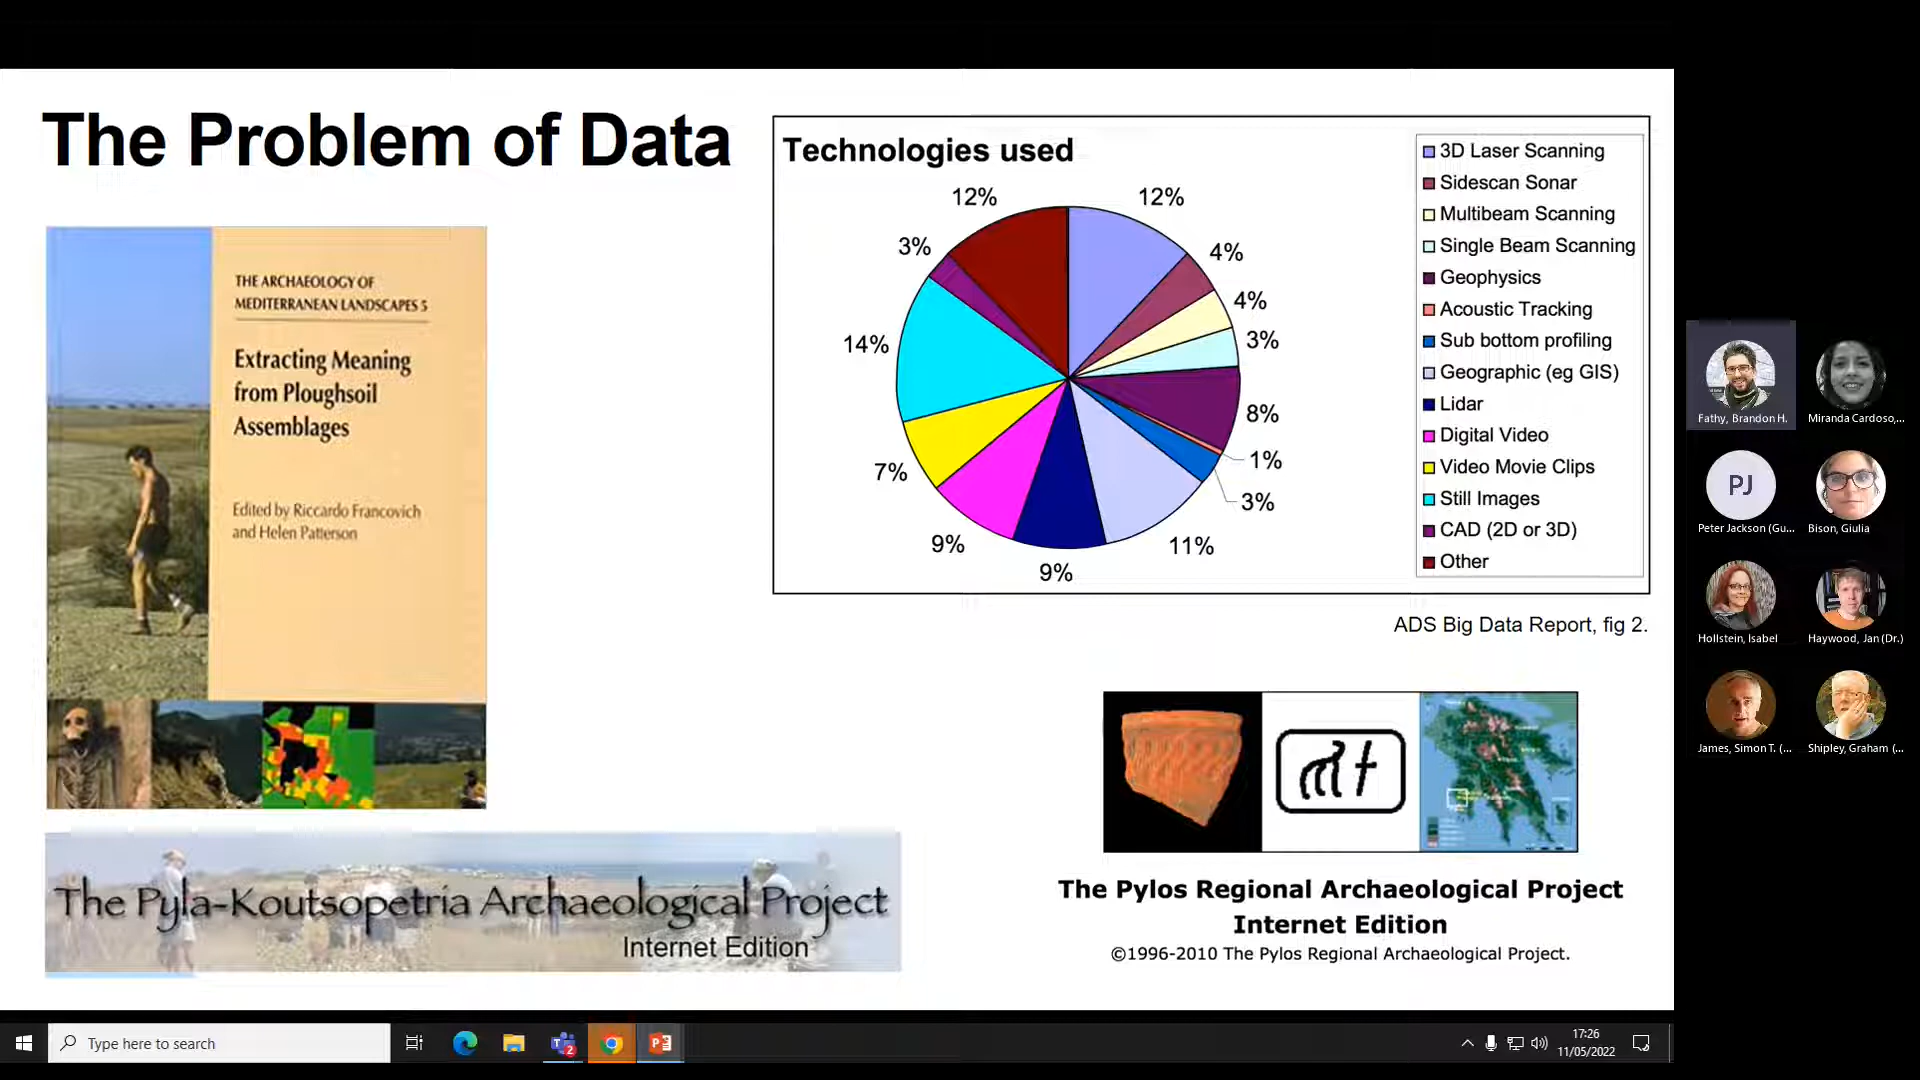 The Problem of Data
THE ARCHAEOLOGY OF
MEDITERRANEAN LANDSCAPES 5
Extracting Meaning
from Ploughsoil
Assemblages
Edited by Riccardo Francovich
and Helen Patterson
The Pyla-Koutsopetria Archaeological Project
Internet Edition
Technologies used
12%
4%
4%
3%
8%
1%
3%
11%
9%
9%
7%
14%
3%
12%
3D Laser Scanning
Sidescan Sonar
Multibeam Scanning
Single Beam Scanning
Geophysics
Acoustic Tracking
Sub bottom profiling
Geographic (eg GIS)
Lidar
Digital Video
Video Movie Clips
Still Images
CAD (2D or 3D)
Other
ADS Big Data Report, fig 2.
The Pylos Regional Archaeological Project
Internet Edition
©1996-2010 The Pylos Regional Archaeological Project.
Fathy, Brandon H.
Miranda Cardoso,...
PJ
Peter Jackson (Gu...
Bison, Giulia
Hollstein, Isabel
Haywood, Jan (Dr.)
James, Simon T. (...
Shipley, Graham (...
Type here to search
2
17:26
11/05/2022